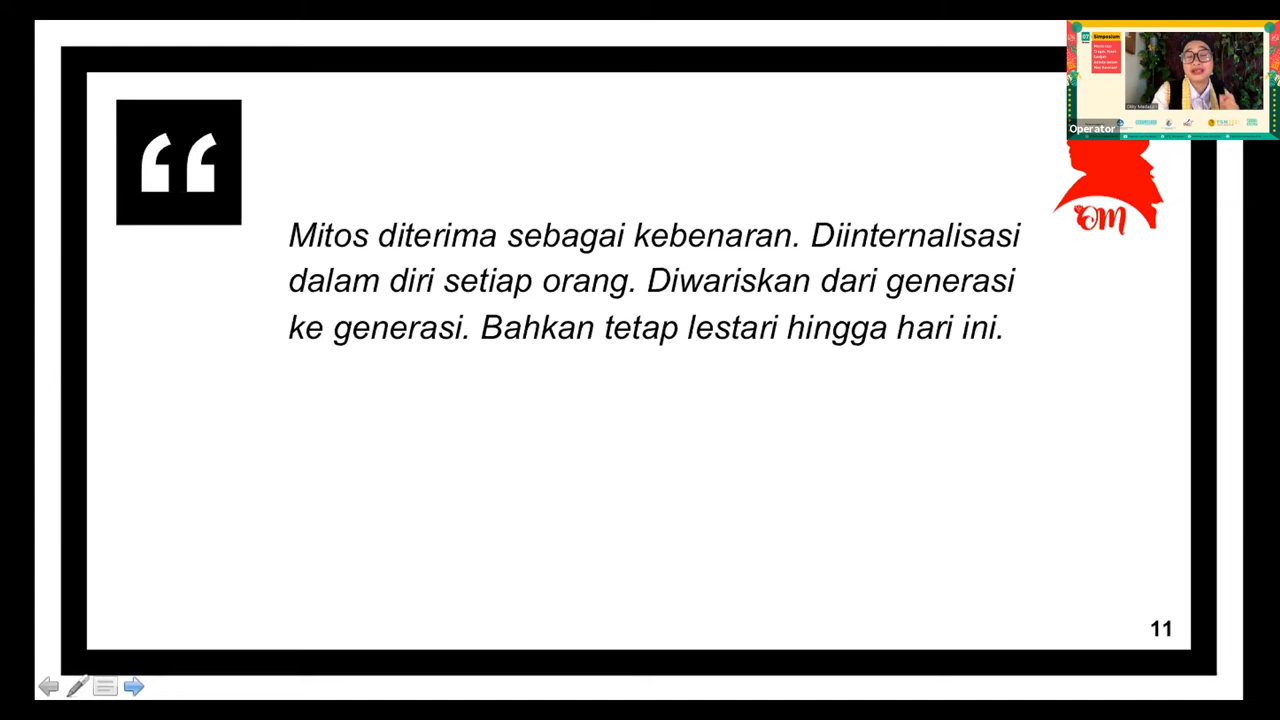 Simposium
Operator
OM
Mitos diterima sebagai kebenaran. Diinternalisasi
dalam diri setiap orang. Diwariskan dari generasi
ke generasi. Bahkan tetap lestari hingga hari ini.
11